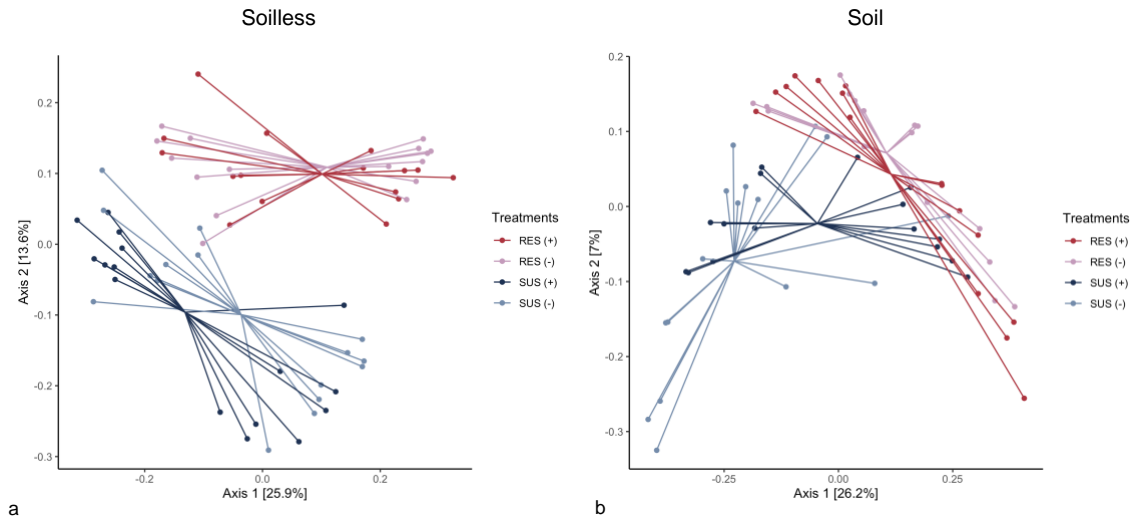 Soilless
Soil
0.2
0.1
0.0
-0.1
-0.2
-0.3
Axis 2 [13.6%]
-0.2
0.0
0.2
Axis 1 [25.9%]
Treatments
RES (+)
RES (-)
SUS (+)
SUS (-)
a
0.2
0.1
0.0
-0.1
-0.2
-0.3
Axis 2 [7%]
-0.25
0.00
0.25
Axis 1 [26.2%]
Treatments
RES (+)
RES (-)
SUS (+)
SUS (-)
b